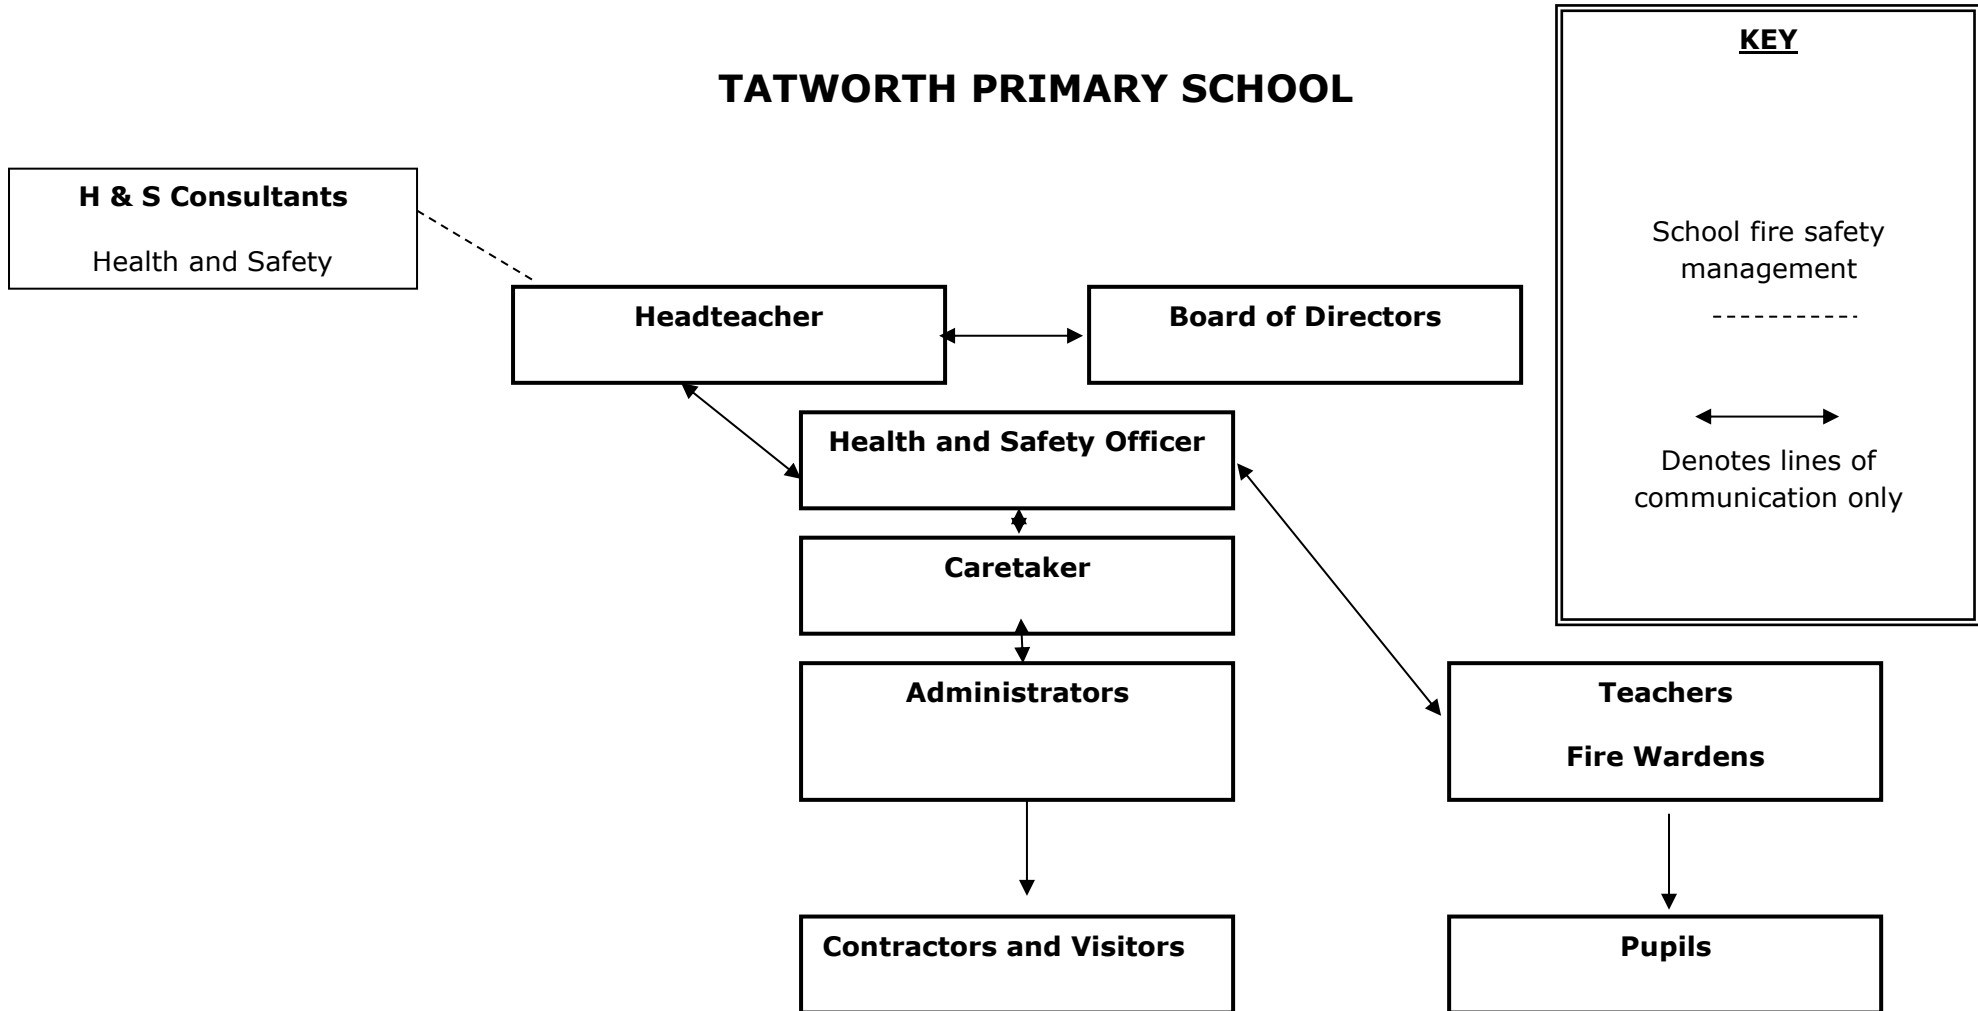 KEY
TATWORTH PRIMARY SCHOOL
H & S Consultants
Health and Safety
School fire safety
management
Headteacher
Board of Directors
Health and Safety Officer
Denotes lines of
communication only
Caretaker
Administrators
Teachers
Fire Wardens
Contractors and Visitors
Pupils